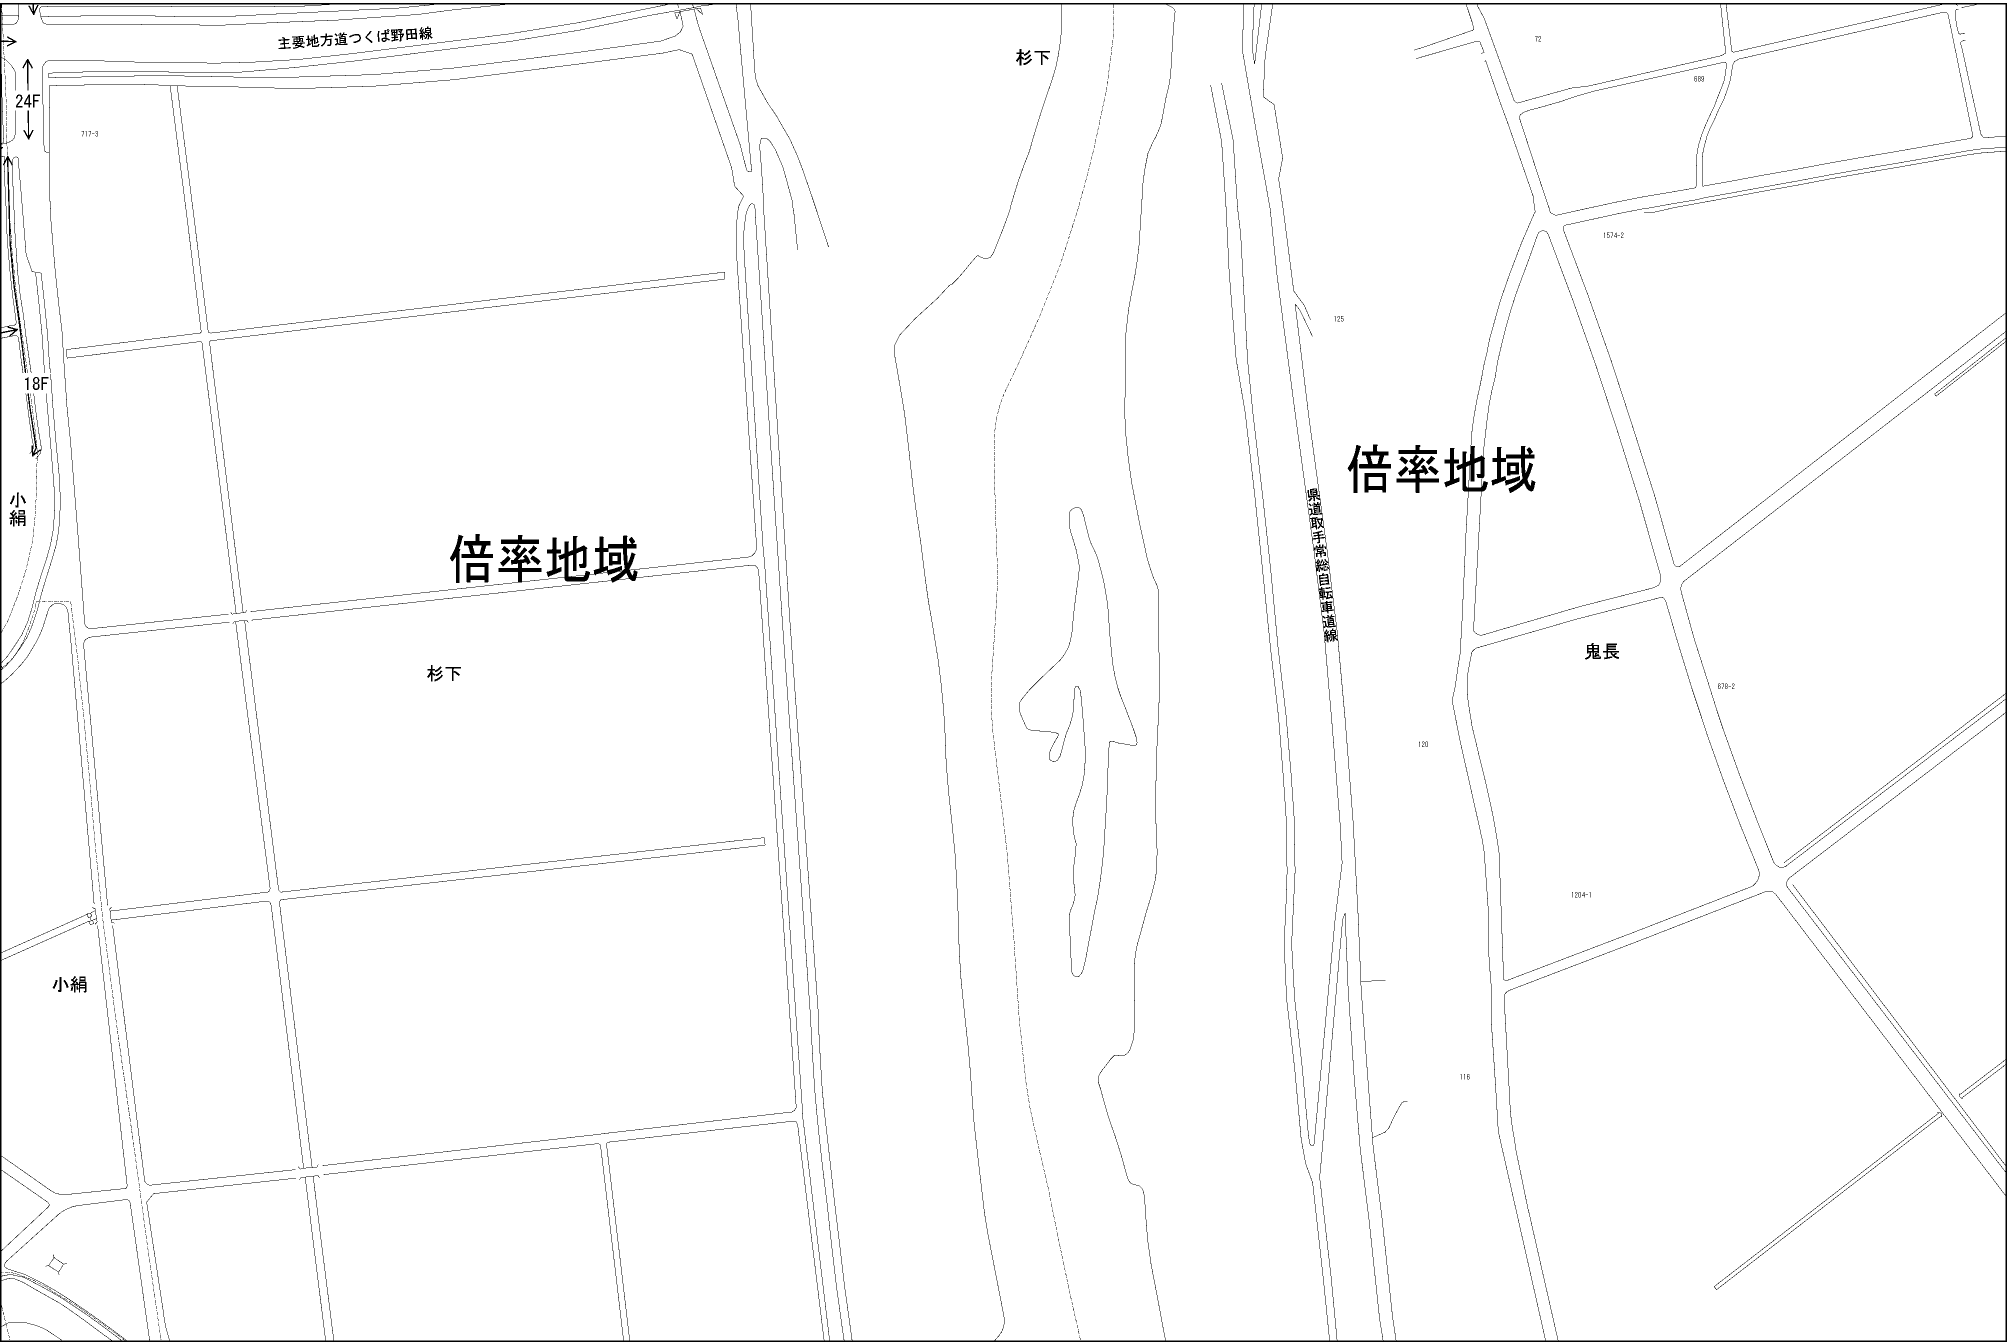 主要地方道つくば野田線
杉下
72
689
24F
717-3
1574-2
125
18F
倍率地域
小絹
県道取手常総自転車道線
倍率地域
鬼長
杉下
678-2
120
1204-1
小絹
116